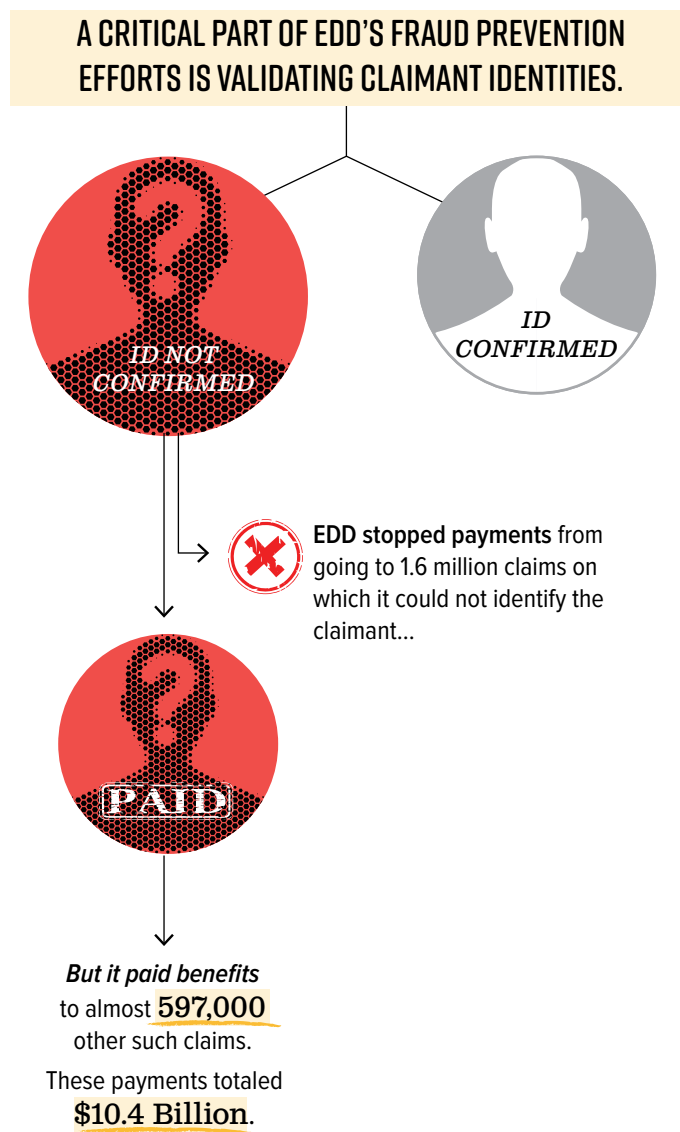 A CRITICAL PART OF EDD’S FRAUD PREVENTION
EFFORTS IS VALIDATING CLAIMANT IDENTITIES.
ID NOT
CONFIRMED
ID
CONFIRMED
EDD stopped payments from
going to 1.6 million claims on
which it could not identify the
claimant...
PAID
But it paid benefits
to almost 597,000
other such claims.
These payments totaled
$10.4 Billion.